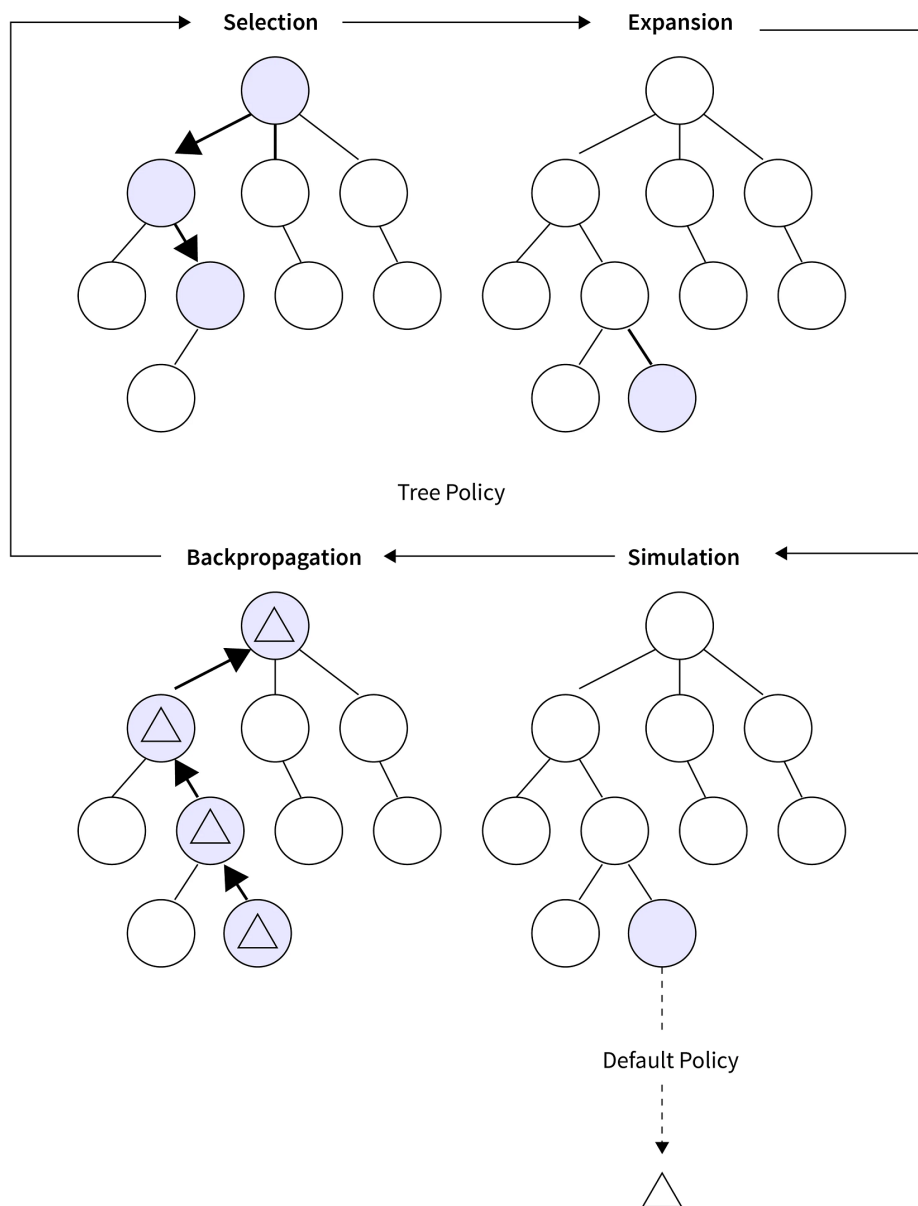 Selection
Expansion
Tree Policy
Backpropagation
Simulation
Default Policy